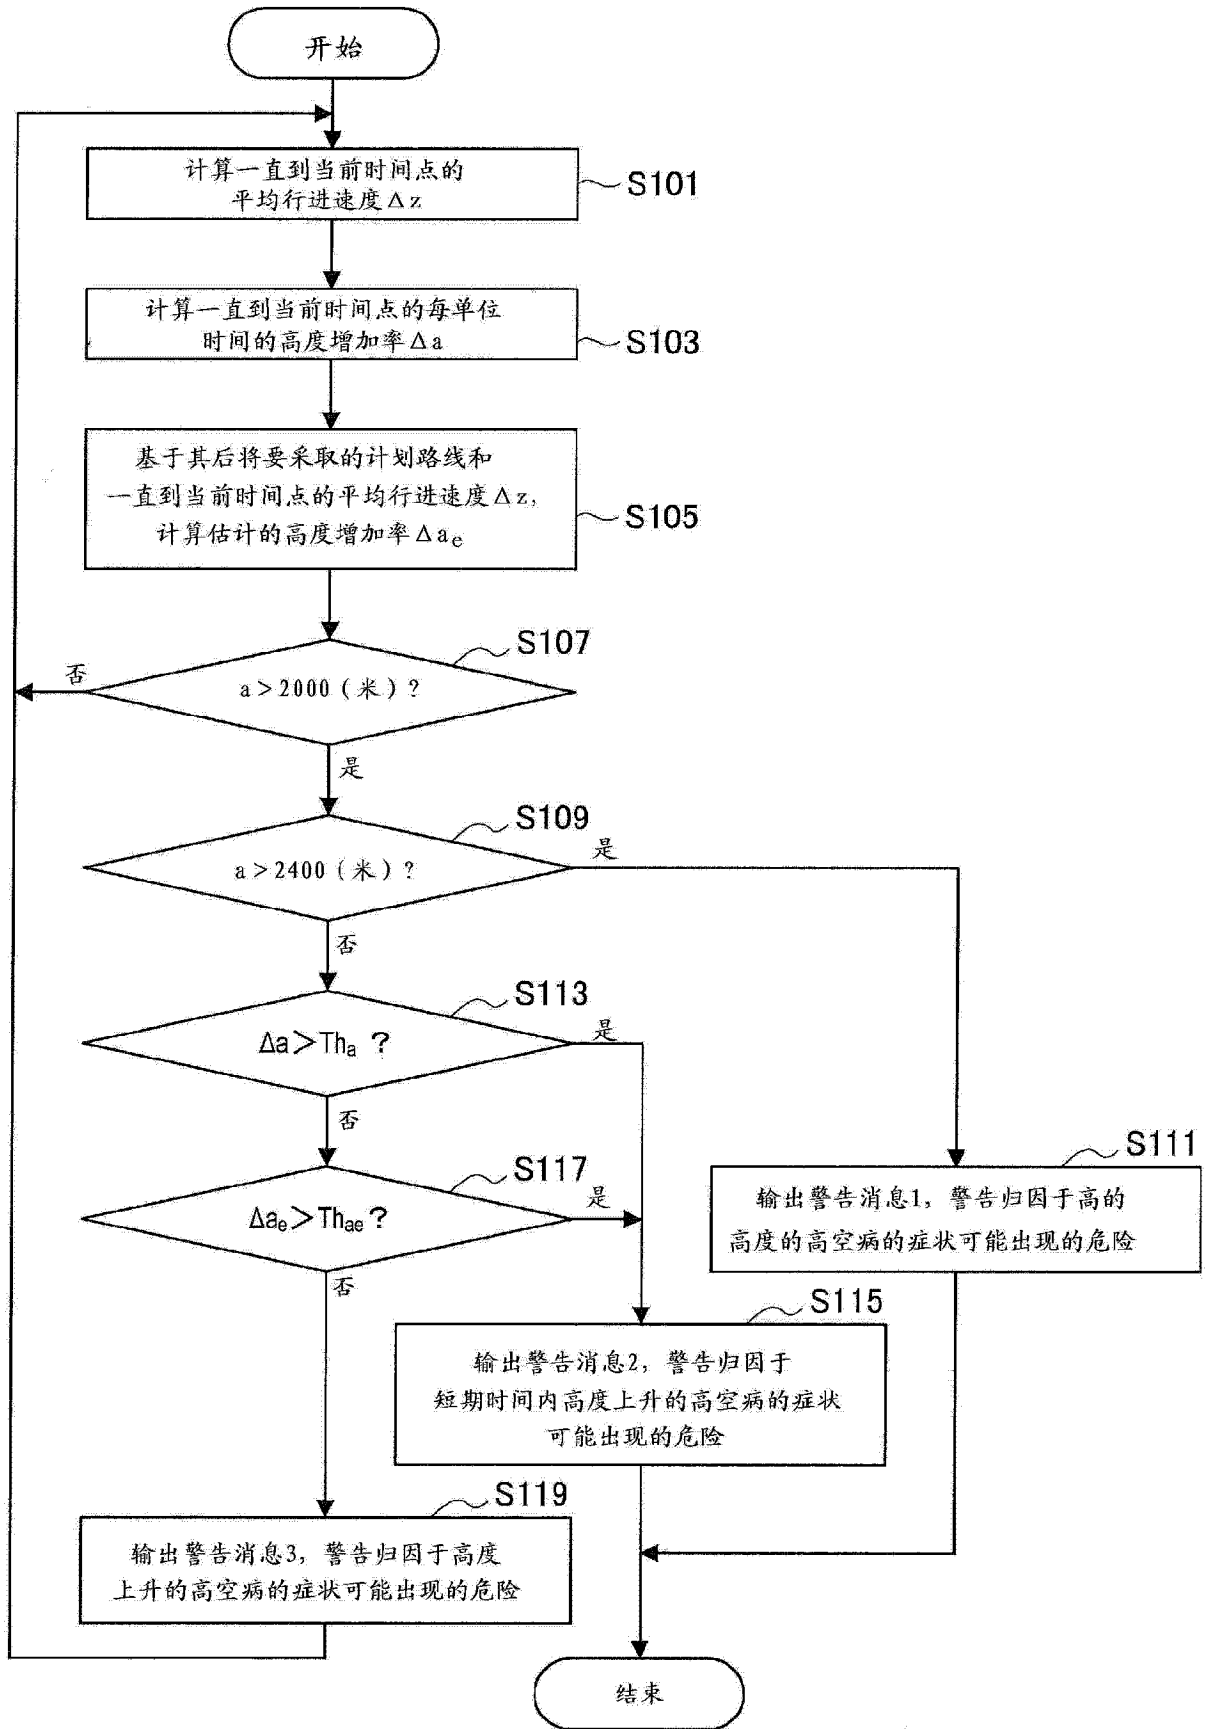 开始
计算一直到当前时间点的
平均行进速度Δz
S101
计算一直到当前时间点的每单位
时间的高度增加率Δa
S103
基于其后将要采取的计划路线和
一直到当前时间点的平均行进速度Δz,
计算估计的高度增加率Δae
S105
S107
否
a>2000(米)?
是
S109
a>2400(米)?
是
否
S113
Δa>Tha ?
是
否
S117
Δae>Thae?
是
否
S111
输出警告消息1, 警告归因于高的
高度的高空病的症状可能出现的危险
S115
输出警告消息2, 警告归因于
短期时间内高度上升的高空病的症状
可能出现的危险
S119
输出警告消息3, 警告归因于高度
上升的高空病的症状可能出现的危险
结束